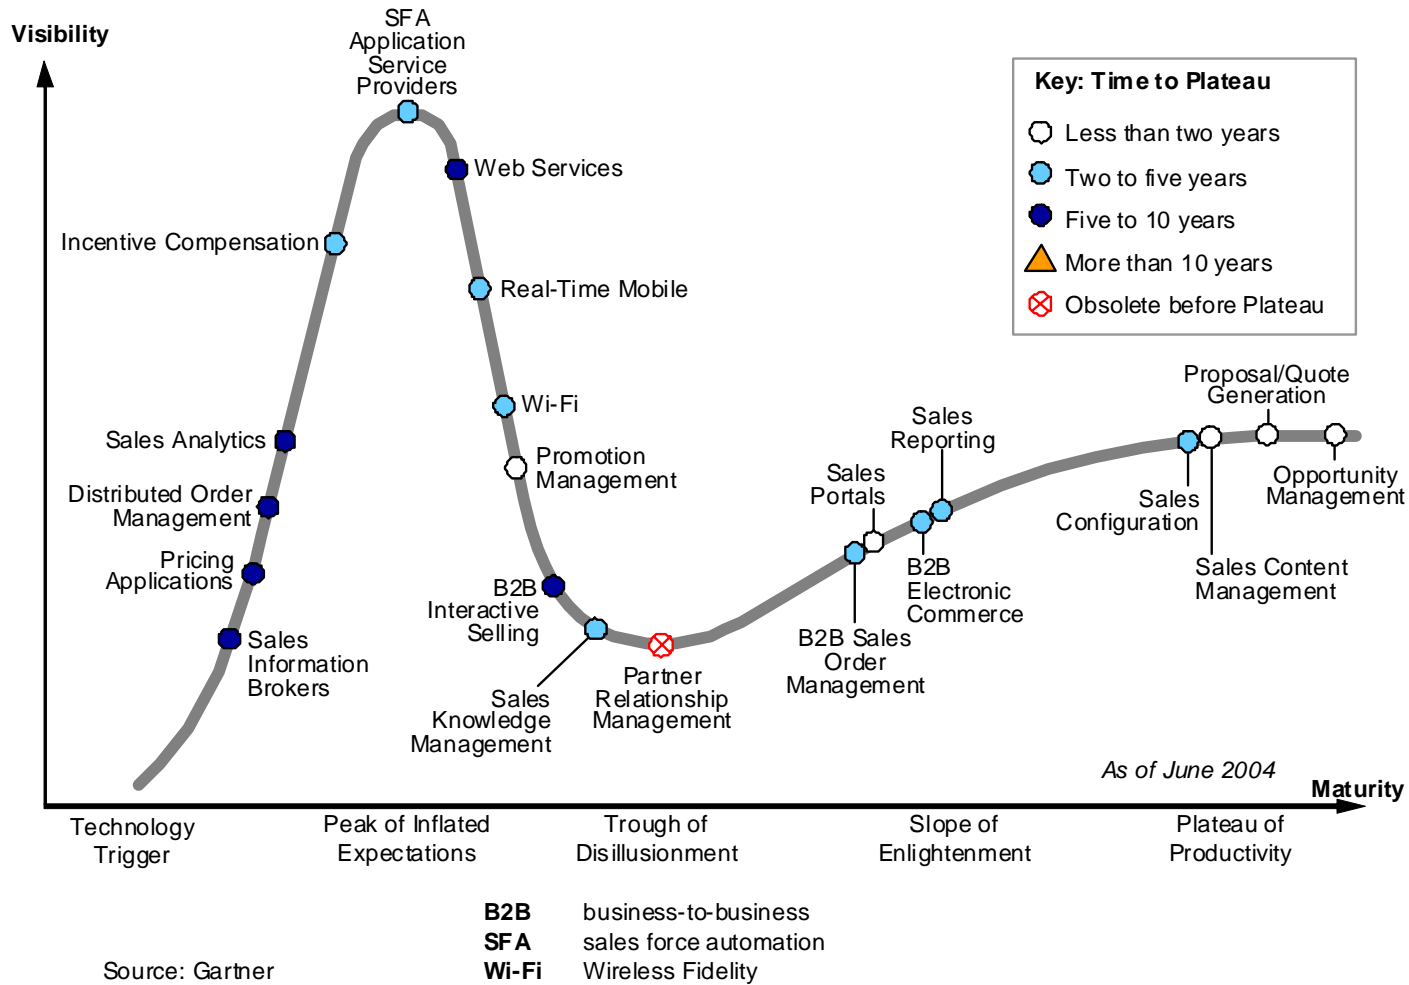 Visibility
SFA
Application
Service
Providers
Key: Time to Plateau
Less than two years
Two to five years
Five to 10 years
More than 10 years
Obsolete before Plateau
Web Services
Incentive Compensation
Real-Time Mobile
Wi-Fi
Sales Analytics
Promotion
Management
Distributed Order
Management
Pricing
Applications
Sales
Information
Brokers
B2B
Interactive
Selling
Sales
Knowledge
Management
Partner
Relationship
Management
Sales
Portals
Sales
Reporting
B2B
Electronic
Commerce
B2B Sales
Order
Management
Proposal/Quote
Generation
Sales
Configuration
Opportunity
Management
Sales Content
Management
As of June 2004
Maturity
Technology
Trigger
Peak of Inflated
Expectations
Trough of
Disillusionment
Slope of
Enlightenment
Plateau of
Productivity
B2B business-to-business
SFA sales force automation
Wi-Fi Wireless Fidelity
Source: Gartner